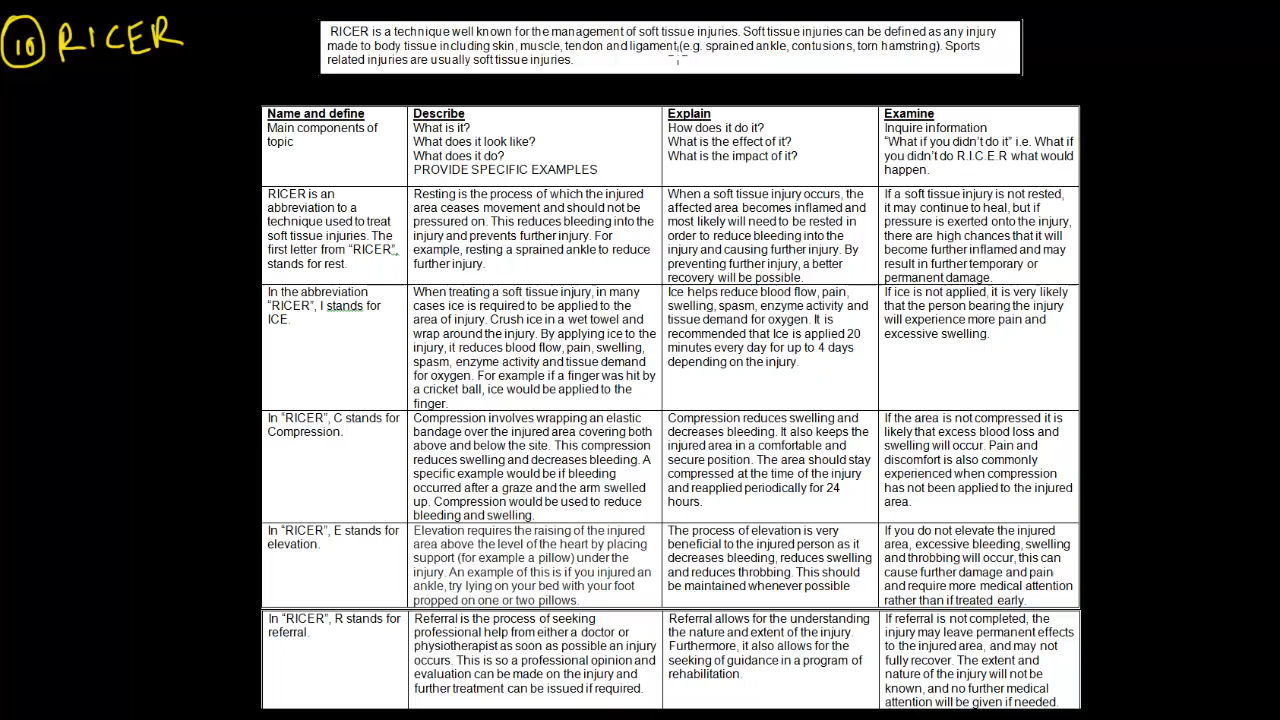 10 RICER
RICER is a technique well known for the management of soft tissue injuries. Soft tissue injuries can be defined as any injury
made to body tissue including skin, muscle, tendon and ligament (e.g. sprained ankle, contusions, torn hamstring). Sports
related injuries are usually soft tissue injuries.
Name and define
Main components of
topic
Describe
What is it?
What does it look like?
What does it do?
PROVIDE SPECIFIC EXAMPLES
Explain
How does it do it?
What is the effect of it?
What is the impact of it?
Examine
Inquire information
“What if you didn’t do it” i.e. What if
you didn’t do R.I.C.E.R what would
happen.
RICER is an
abbreviation to a
technique used to treat
soft tissue injuries. The
first letter from “RICER”,
stands for rest.
Resting is the process of which the injured
area ceases movement and should not be
pressured on. This reduces bleeding into the
injury and prevents further injury. For
example, resting a sprained ankle to reduce
further injury.
When a soft tissue injury occurs, the
affected area becomes inflamed and
most likely will need to be rested in
order to reduce bleeding into the
injury and causing further injury. By
preventing further injury, a better
recovery will be possible.
If a soft tissue injury is not rested,
it may continue to heal, but if
pressure is exerted onto the injury,
there are high chances that it will
become further inflamed and may
result in further temporary or
permanent damage.
In the abbreviation
“RICER”, I stands for
ICE.
When treating a soft tissue injury, in many
cases ice is required to be applied to the
area of injury. Crush ice in a wet towel and
wrap around the injury. By applying ice to the
injury, it reduces blood flow, pain, swelling,
spasm, enzyme activity and tissue demand
for oxygen. For example if a finger was hit by
a cricket ball, ice would be applied to the
finger.
Ice helps reduce blood flow, pain,
swelling, spasm, enzyme activity and
tissue demand for oxygen. It is
recommended that Ice is applied 20
minutes every day for up to 4 days
depending on the injury.
If ice is not applied, it is very likely
that the person bearing the injury
will experience more pain and
excessive swelling.
In “RICER”, C stands for
Compression.
Compression involves wrapping an elastic
bandage over the injured area covering both
above and below the site. This compression
reduces swelling and decreases bleeding. A
specific example would be if bleeding
occurred after a graze and the arm swelled
up. Compression would be used to reduce
bleeding and swelling.
Compression reduces swelling and
decreases bleeding. It also keeps the
injured area in a comfortable and
secure position. The area should stay
compressed at the time of the injury
and reapplied periodically for 24
hours.
If the area is not compressed it is
likely that excess blood loss and
swelling will occur. Pain and
discomfort is also commonly
experienced when compression
has not been applied to the injured
area.
In “RICER”, E stands for
elevation.
Elevation requires the raising of the injured
area above the level of the heart by placing
support (for example a pillow) under the
injury. An example of this is if you injured an
ankle, try lying on your bed with your foot
propped on one or two pillows.
The process of elevation is very
beneficial to the injured person as it
decreases bleeding, reduces swelling
and reduces throbbing. This should
be maintained whenever possible
If you do not elevate the injured
area, excessive bleeding, swelling
and throbbing will occur, this can
cause further damage and pain
and require more medical attention
rather than if treated early.
In “RICER”, R stands for
referral.
Referral is the process of seeking
professional help from either a doctor or
physiotherapist as soon as possible an injury
occurs. This is so a professional opinion and
evaluation can be made on the injury and
further treatment can be issued if required.
Referral allows for the understanding
the nature and extent of the injury.
Furthermore, it also allows for the
seeking of guidance in a program of
rehabilitation.
If referral is not completed, the
injury may leave permanent effects
to the injured area, and may not
fully recover. The extent and
nature of the injury will not be
known, and no further medical
attention will be given if needed.